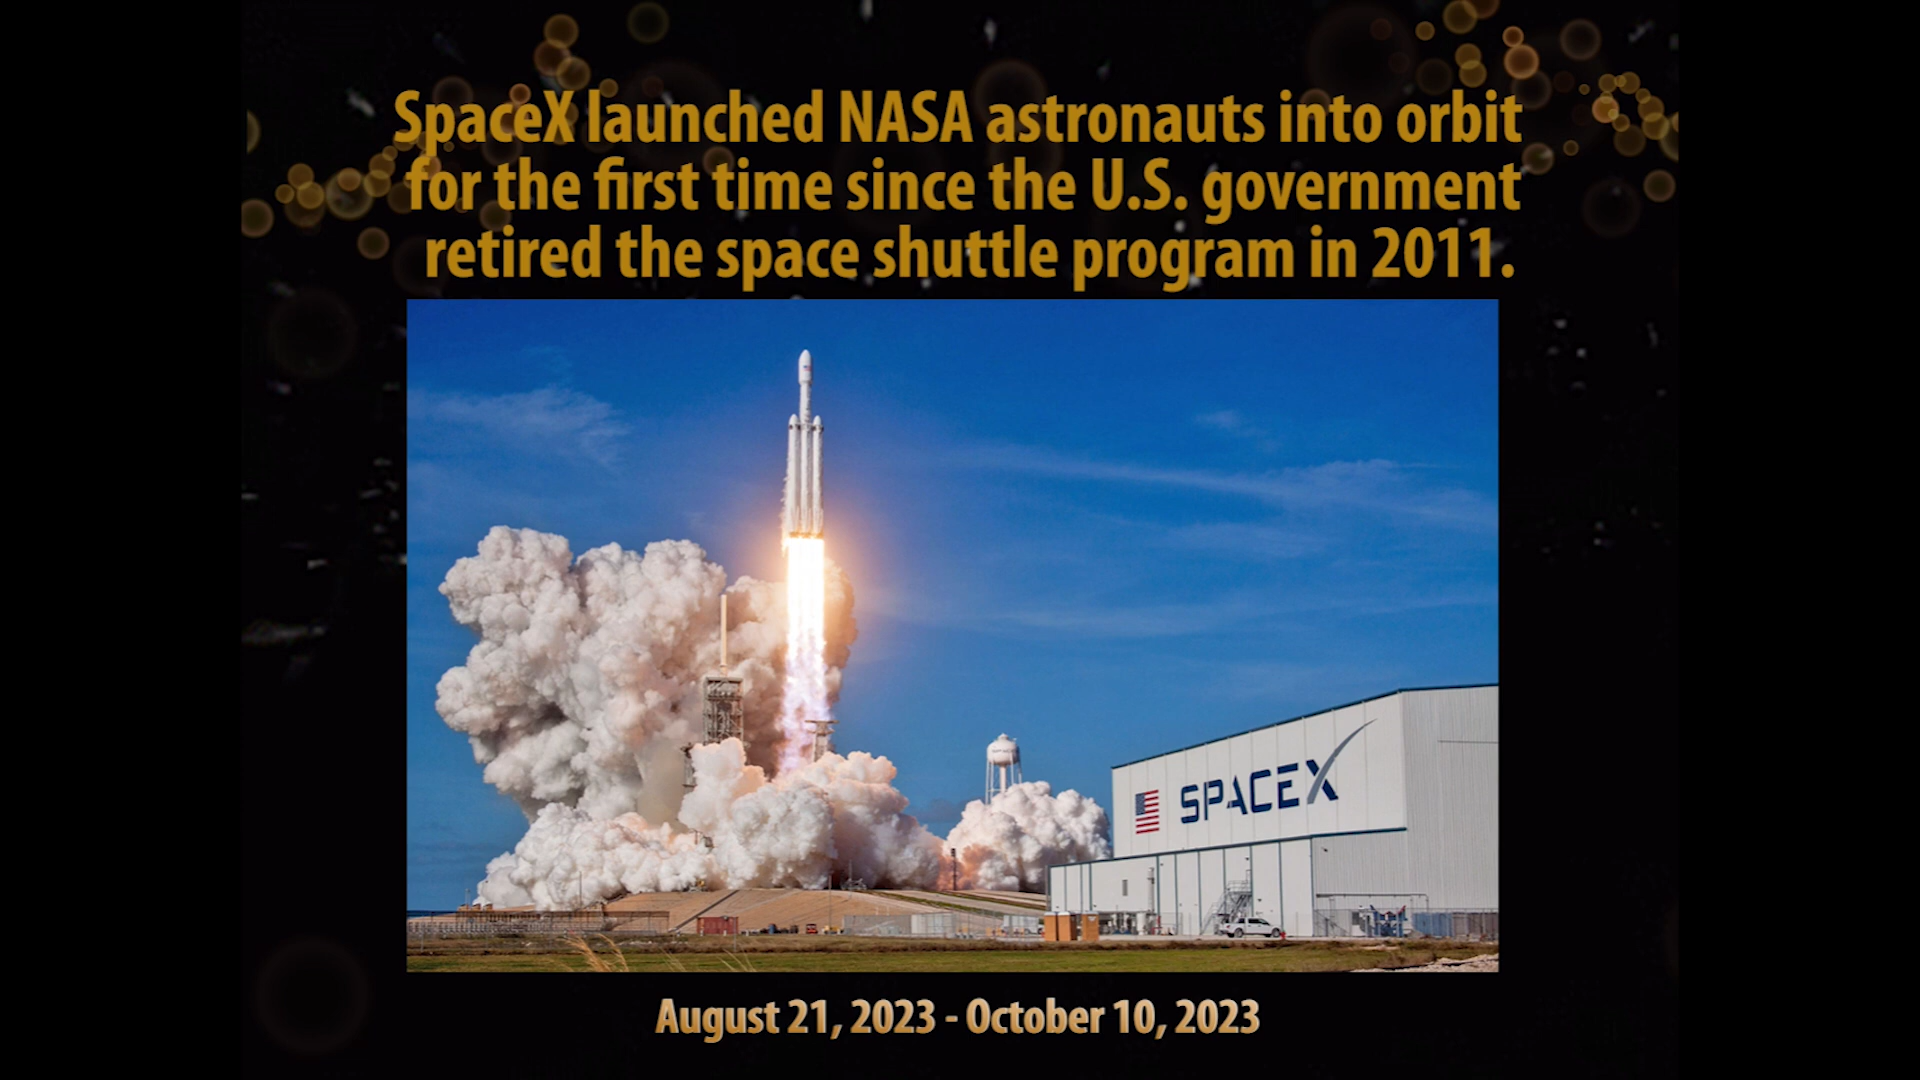 SpaceX launched NASA astronauts into orbit
for the first time since the U.S. government
retired the space shuttle program in 2011.
SPACEX
August 21, 2023 - October 10, 2023